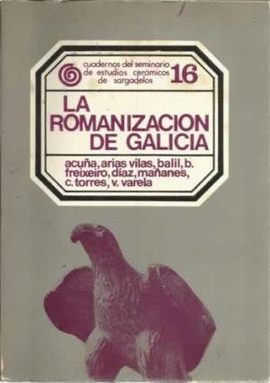 cuadernos del seminario
de estudios cerámicos
de sargadelos
16
LA
ROMANIZACION
DE GALICIA
acuña, arias vilas, balil, b.
freixeiro, díaz, mañanes,
c. torres, v. varela